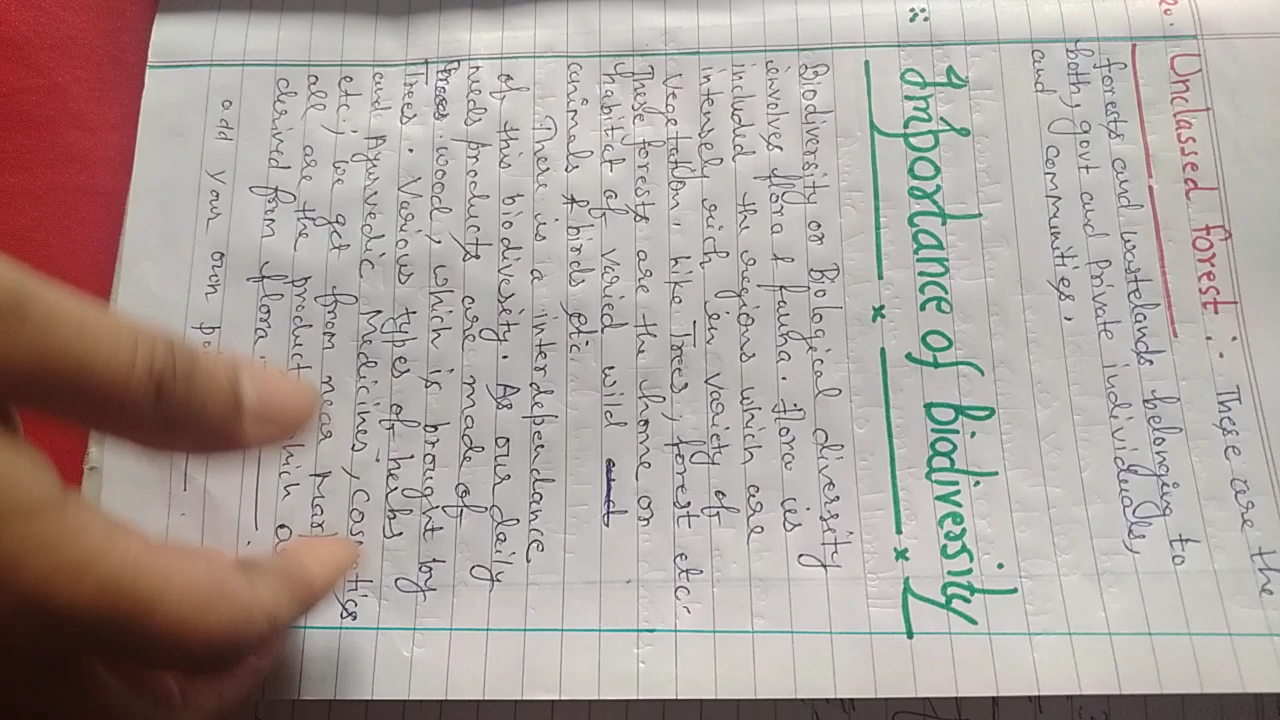 20. Unclassed forest :. These are the
forests and wastelands belonging to
both, govt and private individuals,
and communities.
Importance of biodiversity
Biodiversity or Biological diversity
involves flora & fauna. flora is
included the regions which are
intensely rich in variety of
Vegetation, like Trees, forest etc.
These forests are the home or
habitat of varied wild
animals & birds etc.
There is a interdependance
of this biodiversity. As our daily
needs products are made of
wood, which is brought by
Trees. Various types of herbs
and Ayurvedic Medicines,
etc; we get from near
all are the product
derind from flora.
add your own